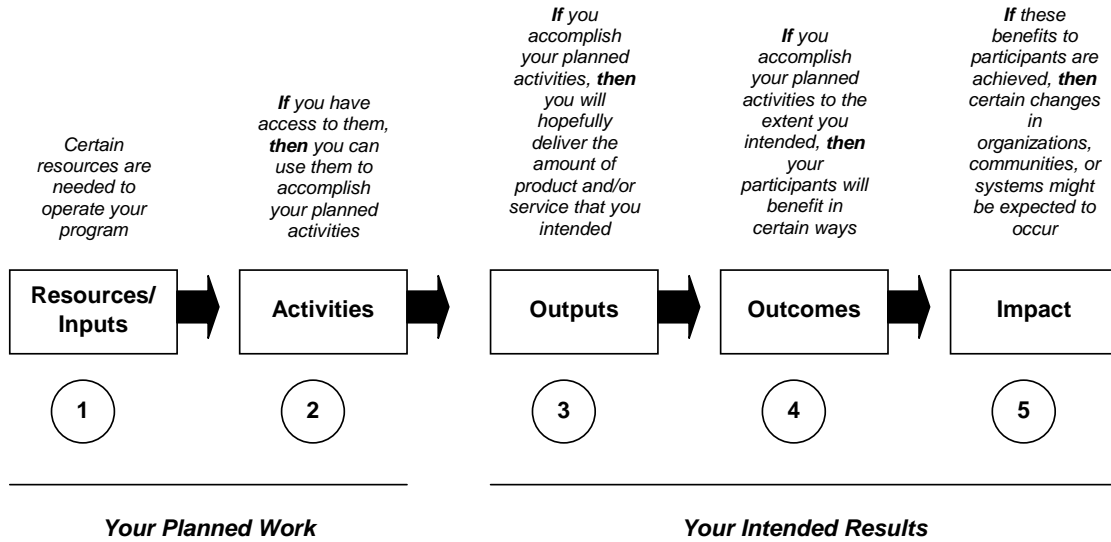 Certain
resources are
needed to
operate your
program
If you have
access to them,
then you can
use them to
accomplish
your planned
activities
If you
accomplish
your planned
activities, then
you will
hopefully
deliver the
amount of
product and/or
service that you
intended
If you
accomplish
your planned
activities to the
extent you
intended, then
your
participants will
benefit in
certain ways
If these
benefits to
participants are
achieved, then
certain changes
in
organizations,
communities, or
systems might
be expected to
occur
Resources/
Inputs
Activities
Outputs
Outcomes
Impact
1
2
3
4
5
Your Planned Work
Your Intended Results